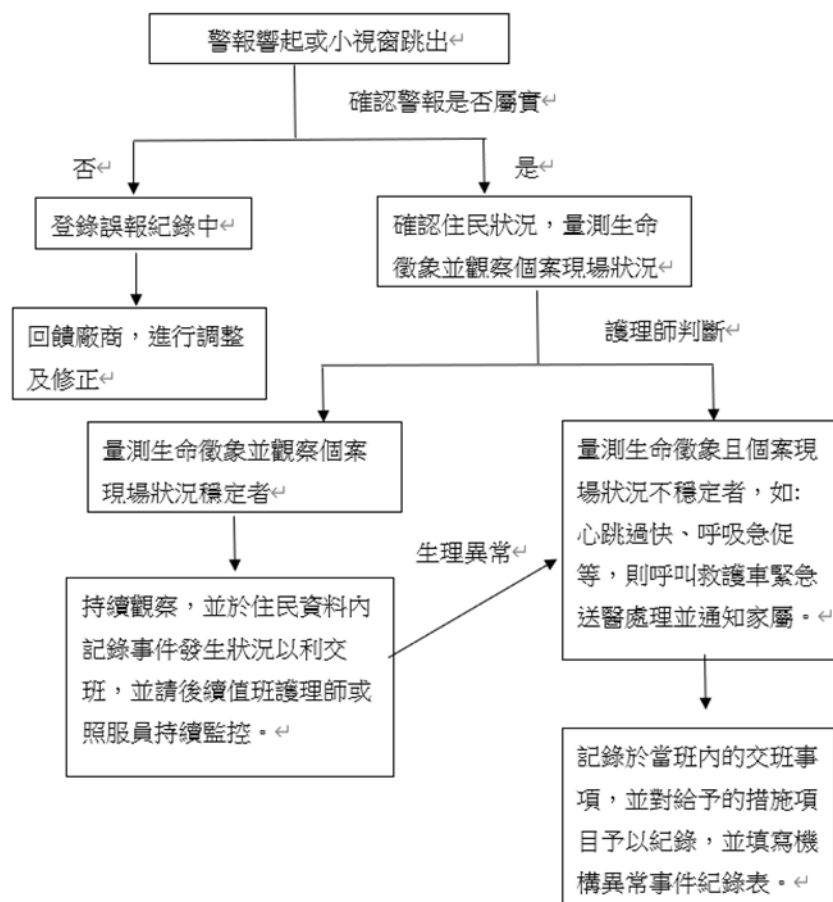 警報響起或小視窗跳出↵
確認警報是否屬實↵
否↵
是↵
登錄誤報紀錄中↵
確認住民狀況，量測生命
徵象並觀察個案現場狀況↵
回饋廠商，進行調整
及修正↵
護理師判斷↵
量測生命徵象並觀察個案
現場狀況穩定者↵
量測生命徵象且個案現
場狀況不穩定者，如:
心跳過快、呼吸急促
等，則呼叫救護車緊急
送醫處理並通知家屬。↵
生理異常↵
持續觀察，並於住民資料內
記錄事件發生狀況以利交
班，並請後續值班護理師或
照服員持續監控。↵
記錄於當班內的交班事
項，並對給予的措施項
目予以紀錄，並填寫機
構異常事件紀錄表。↵